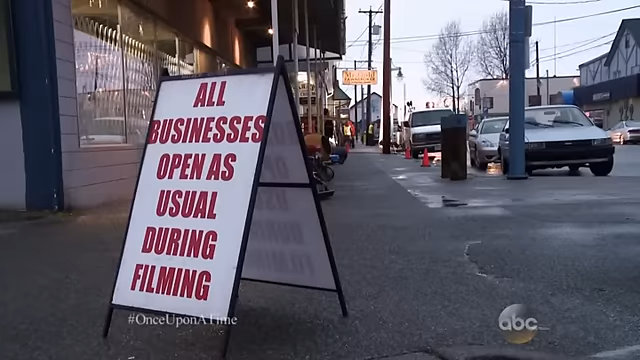 ALL
BUSINESSES
OPEN AS
USUAL
DURING
FILMING
#OnceUponATime
abc